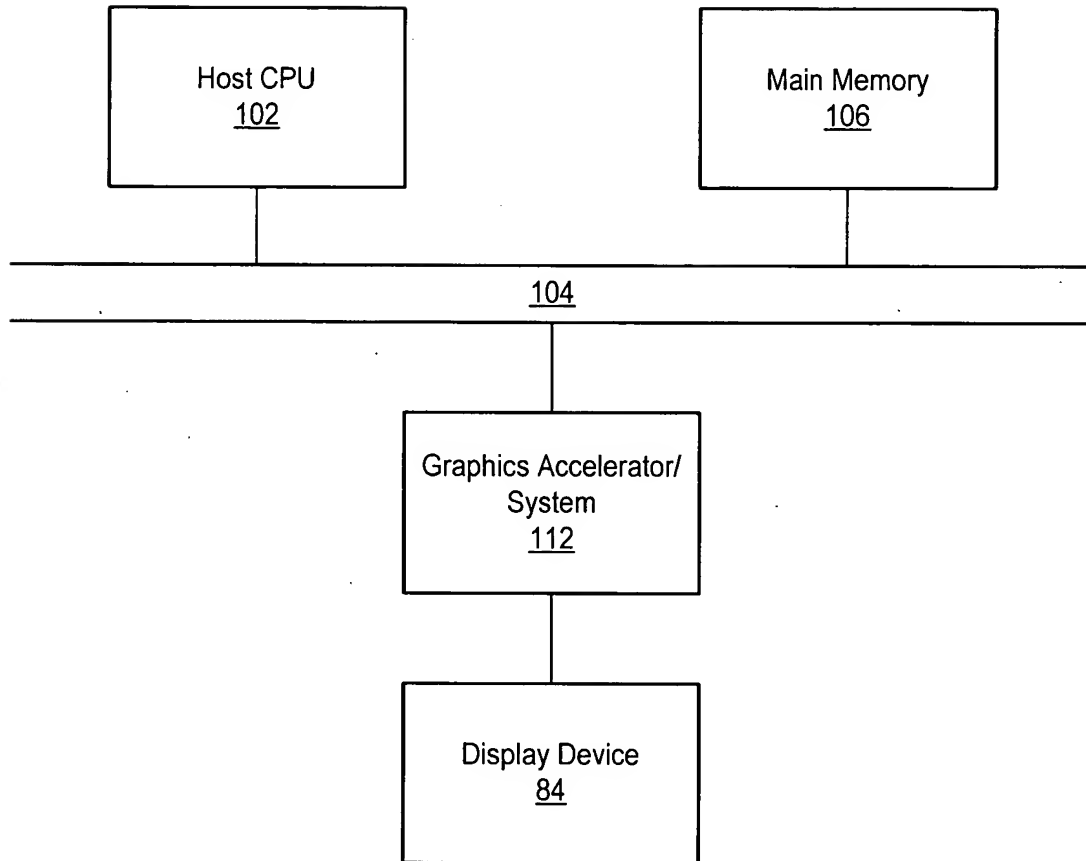 Host CPU
102
Main Memory
106
104
Graphics Accelerator/
System
112
Display Device
84